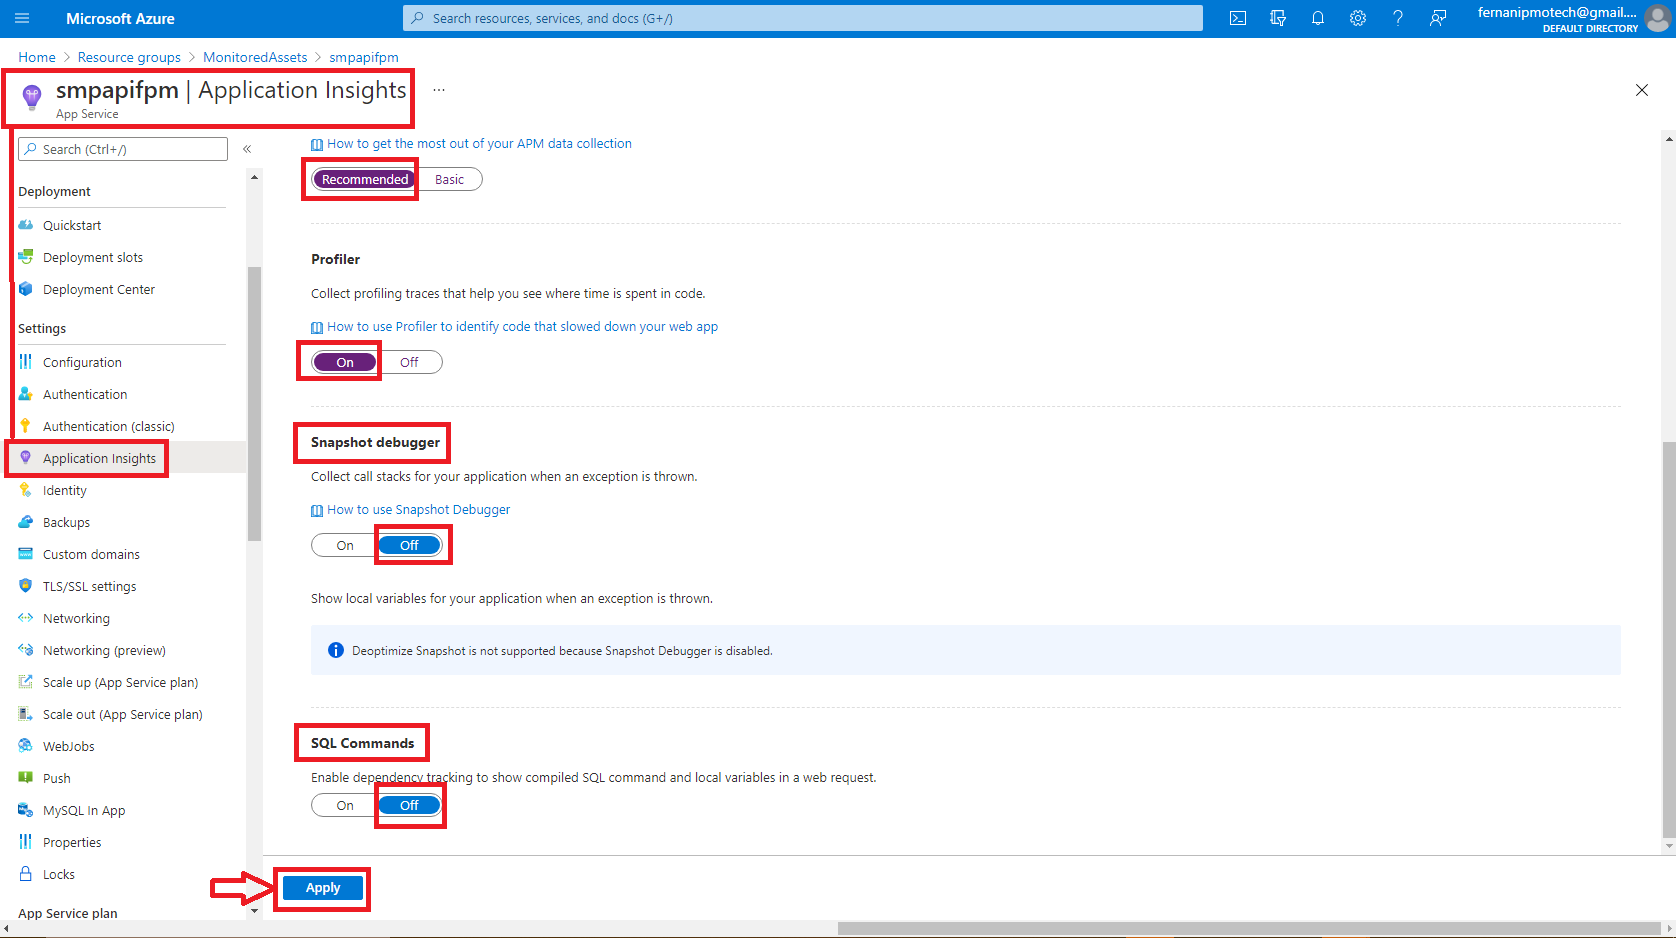 Microsoft Azure
Search resources, services, and docs (G+/)
fernanipmotech@gmail....
DEFAULT DIRECTORY
Home > Resource groups > MonitoredAssets > smpapifpm
smpapifpm | Application Insights ...
App Service
Search (Ctrl+/)
«
Deployment
Quickstart
Deployment slots
Deployment Center
Settings
Configuration
Authentication
Authentication (classic)
Application Insights
Identity
Backups
Custom domains
TLS/SSL settings
Networking
Networking (preview)
Scale up (App Service plan)
Scale out (App Service plan)
WebJobs
Push
MySQL In App
Properties
Locks
App Service plan
How to get the most out of your APM data collection
Recommended Basic
Profiler
Collect profiling traces that help you see where time is spent in code.
How to use Profiler to identify code that slowed down your web app
On Off
Snapshot debugger
Collect call stacks for your application when an exception is thrown.
How to use Snapshot Debugger
On Off
Show local variables for your application when an exception is thrown.
Deoptimize Snapshot is not supported because Snapshot Debugger is disabled.
SQL Commands
Enable dependency tracking to show compiled SQL command and local variables in a web request.
On Off
Apply